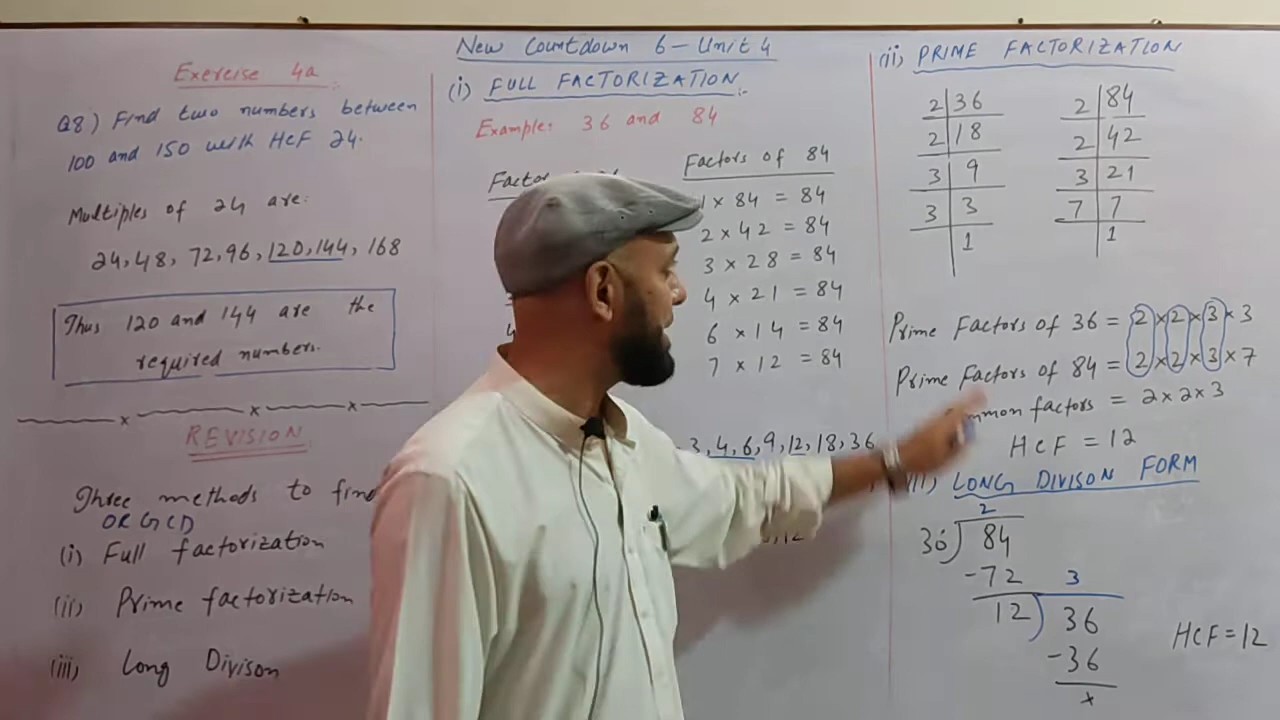 New Countdown 6 – Unit 4
Exercise 4a :-
Q8) Find two numbers between
100 and 150 with HCF 24.
Multiples of 24 are:
24, 48, 72, 96, 120, 144, 168
Thus 120 and 144 are the
required numbers.
REVISION
Three methods to find
OR GCD
(i) Full factorization
(ii) Prime factorization
(iii) Long Divison
(i) FULL FACTORIZATION :-
Example: 36 and 84
Factors of 84
1 × 84 = 84
2 × 42 = 84
3 × 28 = 84
4 × 21 = 84
6 × 14 = 84
7 × 12 = 84
3, 4, 6, 9, 12, 18, 36
(ii) PRIME FACTORIZATION
2 | 36
2 | 18
3 | 9
3 | 3
1
2 | 84
2 | 42
3 | 21
7 | 7
1
Prime Factors of 36 = 2 × 2 × 3 × 3
Prime Factors of 84 = 2 × 2 × 3 × 7
factors = 2 × 2 × 3
HCF = 12
LONG DIVISON FORM
2
36) 84
-72 3
12) 36
-36
×
HCF = 12